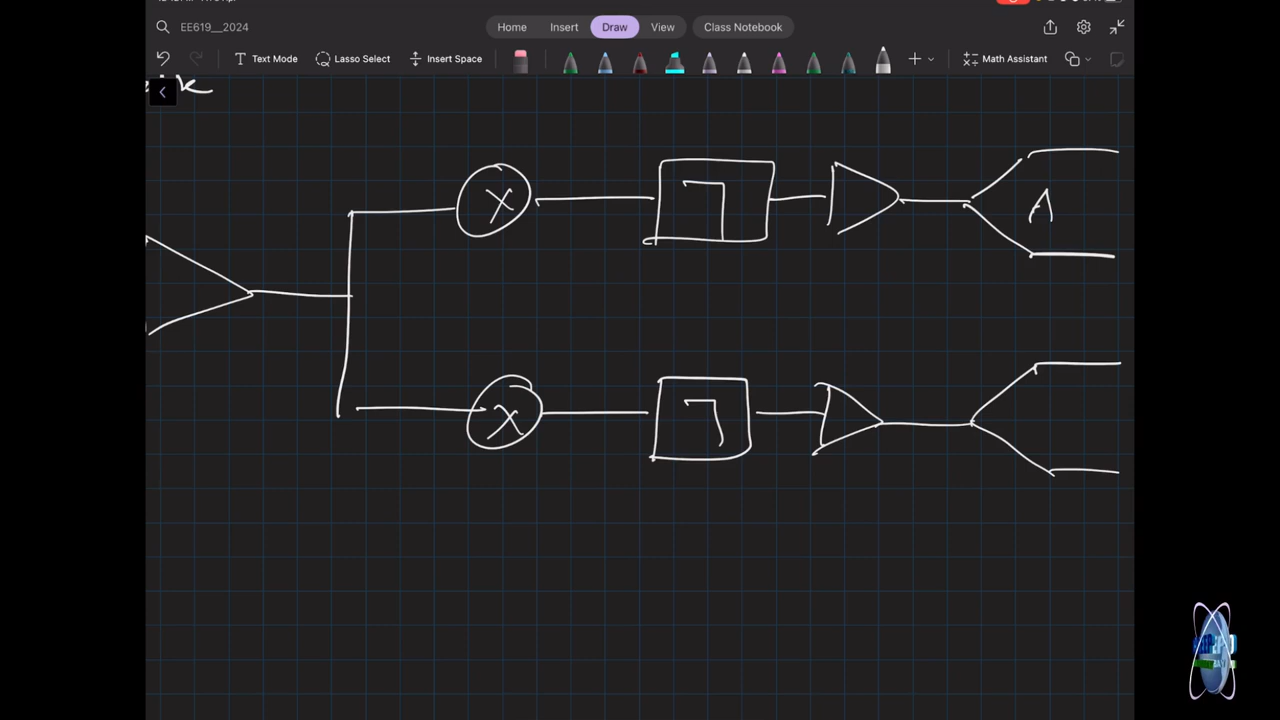 EE619__2024
Home Insert Draw View Class Notebook
Text Mode Lasso Select Insert Space Math Assistant
X
A
X